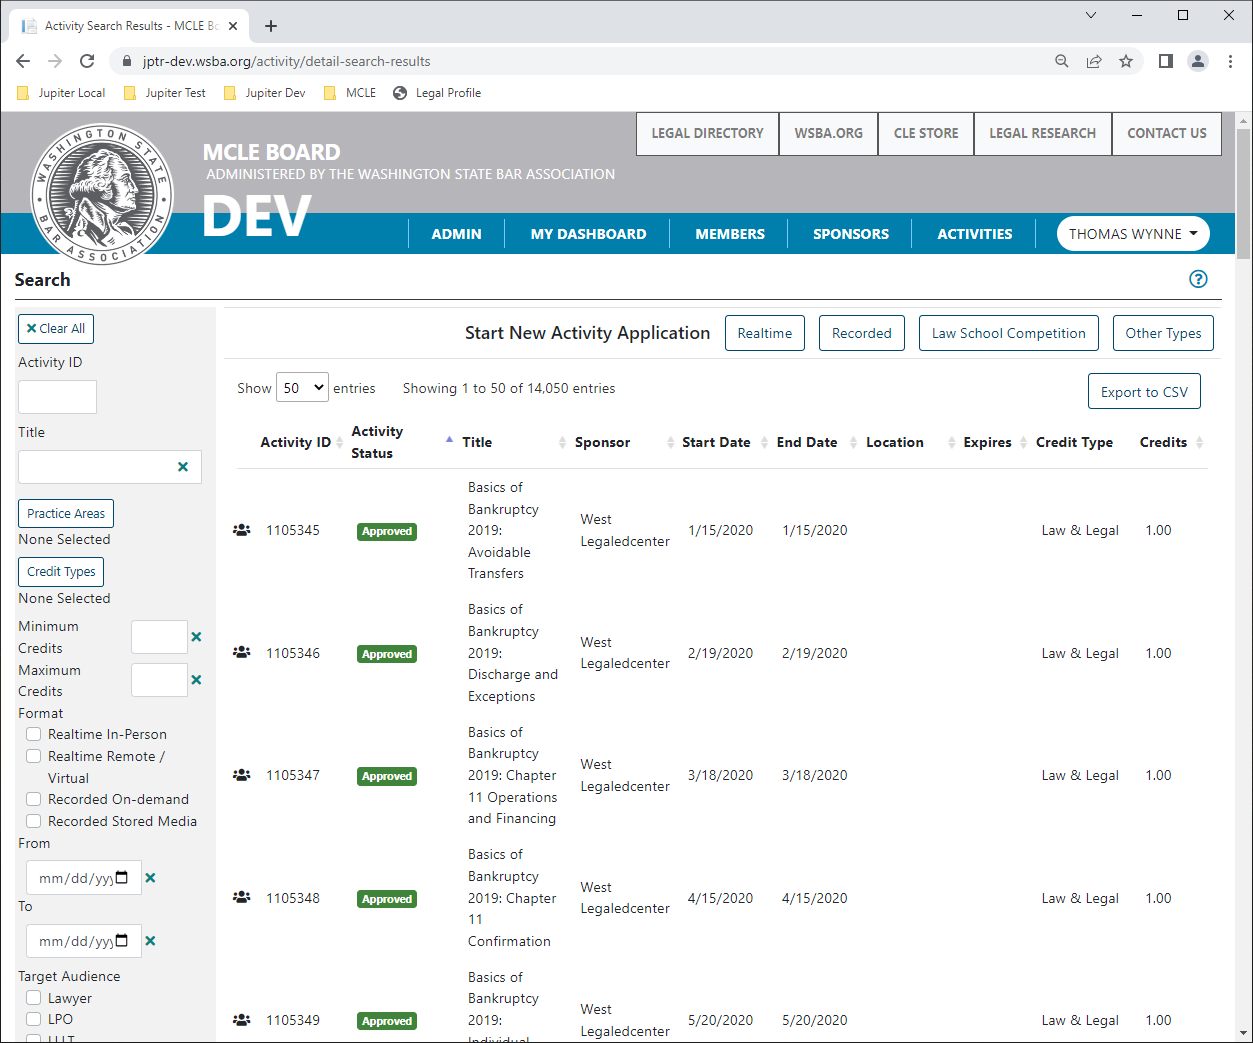 Activity Search Results - MCLE Bo
jptr-dev.wsba.org/activity/detail-search-results
Jupiter Local
Jupiter Test
Jupiter Dev
MCLE
Legal Profile
LEGAL DIRECTORY
WSBA.ORG
CLE STORE
LEGAL RESEARCH
CONTACT US
WASHINGTON STATE
BAR ASSOCIATION
MCLE BOARD
ADMINISTERED BY THE WASHINGTON STATE BAR ASSOCIATION
DEV
ADMIN
MY DASHBOARD
MEMBERS
SPONSORS
ACTIVITIES
THOMAS WYNNE
Search
Clear All
Activity ID
Title
Practice Areas
None Selected
Credit Types
None Selected
Minimum
Credits
Maximum
Credits
Format
Realtime In-Person
Realtime Remote /
Virtual
Recorded On-demand
Recorded Stored Media
From
mm/dd/yyy
To
mm/dd/yyy
Target Audience
Lawyer
LPO
LLLT
Start New Activity Application
Realtime
Recorded
Law School Competition
Other Types
Show 50 entries
Showing 1 to 50 of 14,050 entries
Export to CSV
Activity ID
Activity
Status
Title
Sponsor
Start Date
End Date
Location
Expires
Credit Type
Credits
1105345
Approved
Basics of
Bankruptcy
2019:
Avoidable
Transfers
West
Legaledcenter
1/15/2020
1/15/2020
Law & Legal
1.00
1105346
Approved
Basics of
Bankruptcy
2019:
Discharge and
Exceptions
West
Legaledcenter
2/19/2020
2/19/2020
Law & Legal
1.00
1105347
Approved
Basics of
Bankruptcy
2019: Chapter
11 Operations
and Financing
West
Legaledcenter
3/18/2020
3/18/2020
Law & Legal
1.00
1105348
Approved
Basics of
Bankruptcy
2019: Chapter
11
Confirmation
West
Legaledcenter
4/15/2020
4/15/2020
Law & Legal
1.00
1105349
Approved
Basics of
Bankruptcy
2019:
Individual
West
Legaledcenter
5/20/2020
5/20/2020
Law & Legal
1.00